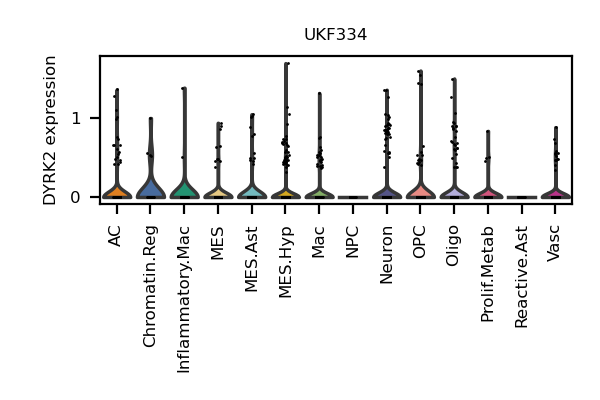 UKF334
DYRK2 expression
1
0
AC
Chromatin.Reg
Inflammatory.Mac
MES
MES.Ast
MES.Hyp
Mac
NPC
Neuron
OPC
Oligo
Prolif.Metab
Reactive.Ast
Vasc